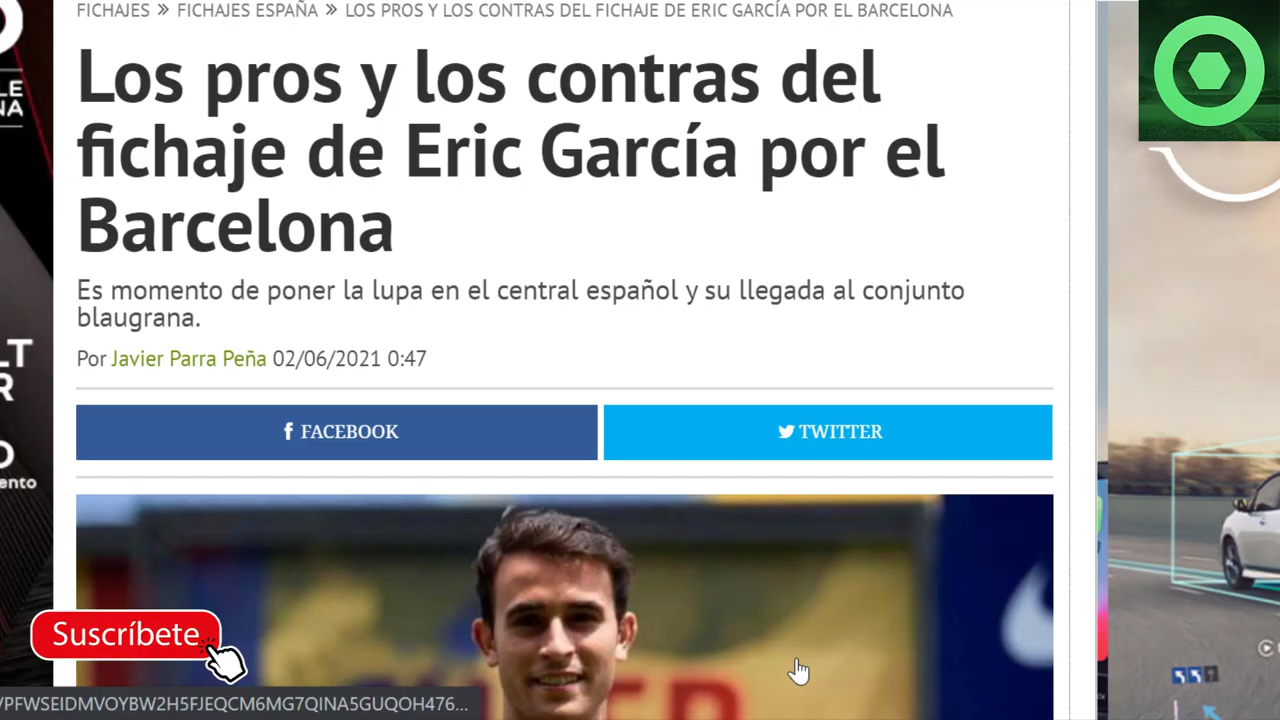 FICHAJES » FICHAJES ESPAÑA » LOS PROS Y LOS CONTRAS DEL FICHAJE DE ERIC GARCÍA POR EL BARCELONA
Los pros y los contras del
fichaje de Eric García por el
Barcelona
Es momento de poner la lupa en el central español y su llegada al conjunto
blaugrana.
Por Javier Parra Peña 02/06/2021 0:47
FACEBOOK
TWITTER
Suscríbete
/PFWSEIDMVOYBW2H5FJEQCM6MG7QINA5GUQOH476...